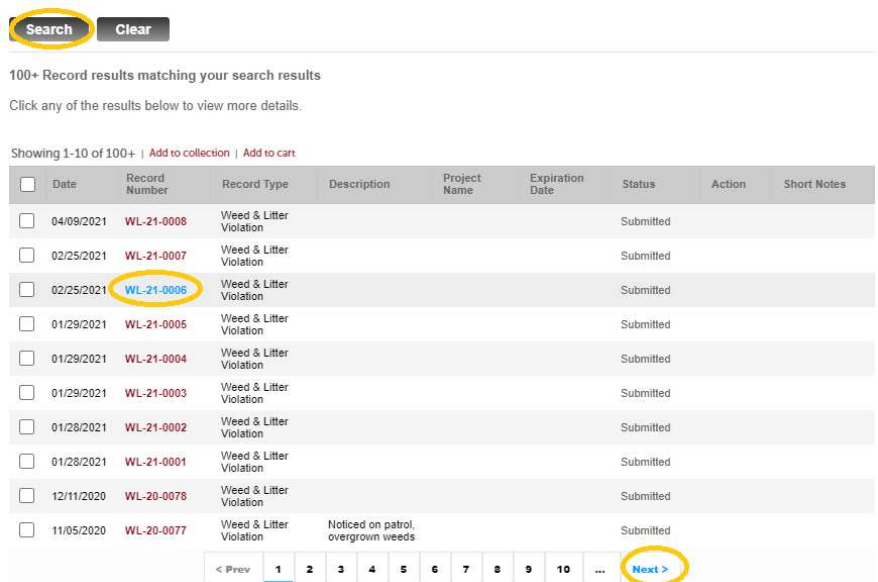 Search Clear
100+ Record results matching your search results
Click any of the results below to view more details.
Showing 1-10 of 100+ | Add to collection | Add to cart
Date Record Number Record Type Description Project Name Expiration Date Status Action Short Notes
04/09/2021 WL-21-0008 Weed & Litter Violation Submitted
02/25/2021 WL-21-0007 Weed & Litter Violation Submitted
02/25/2021 WL-21-0006 Weed & Litter Violation Submitted
01/29/2021 WL-21-0005 Weed & Litter Violation Submitted
01/29/2021 WL-21-0004 Weed & Litter Violation Submitted
01/29/2021 WL-21-0003 Weed & Litter Violation Submitted
01/28/2021 WL-21-0002 Weed & Litter Violation Submitted
01/28/2021 WL-21-0001 Weed & Litter Violation Submitted
12/11/2020 WL-20-0078 Weed & Litter Violation Submitted
11/05/2020 WL-20-0077 Weed & Litter Violation Noticed on patrol, overgrown weeds Submitted
< Prev 1 2 3 4 5 6 7 8 9 10 ... Next >